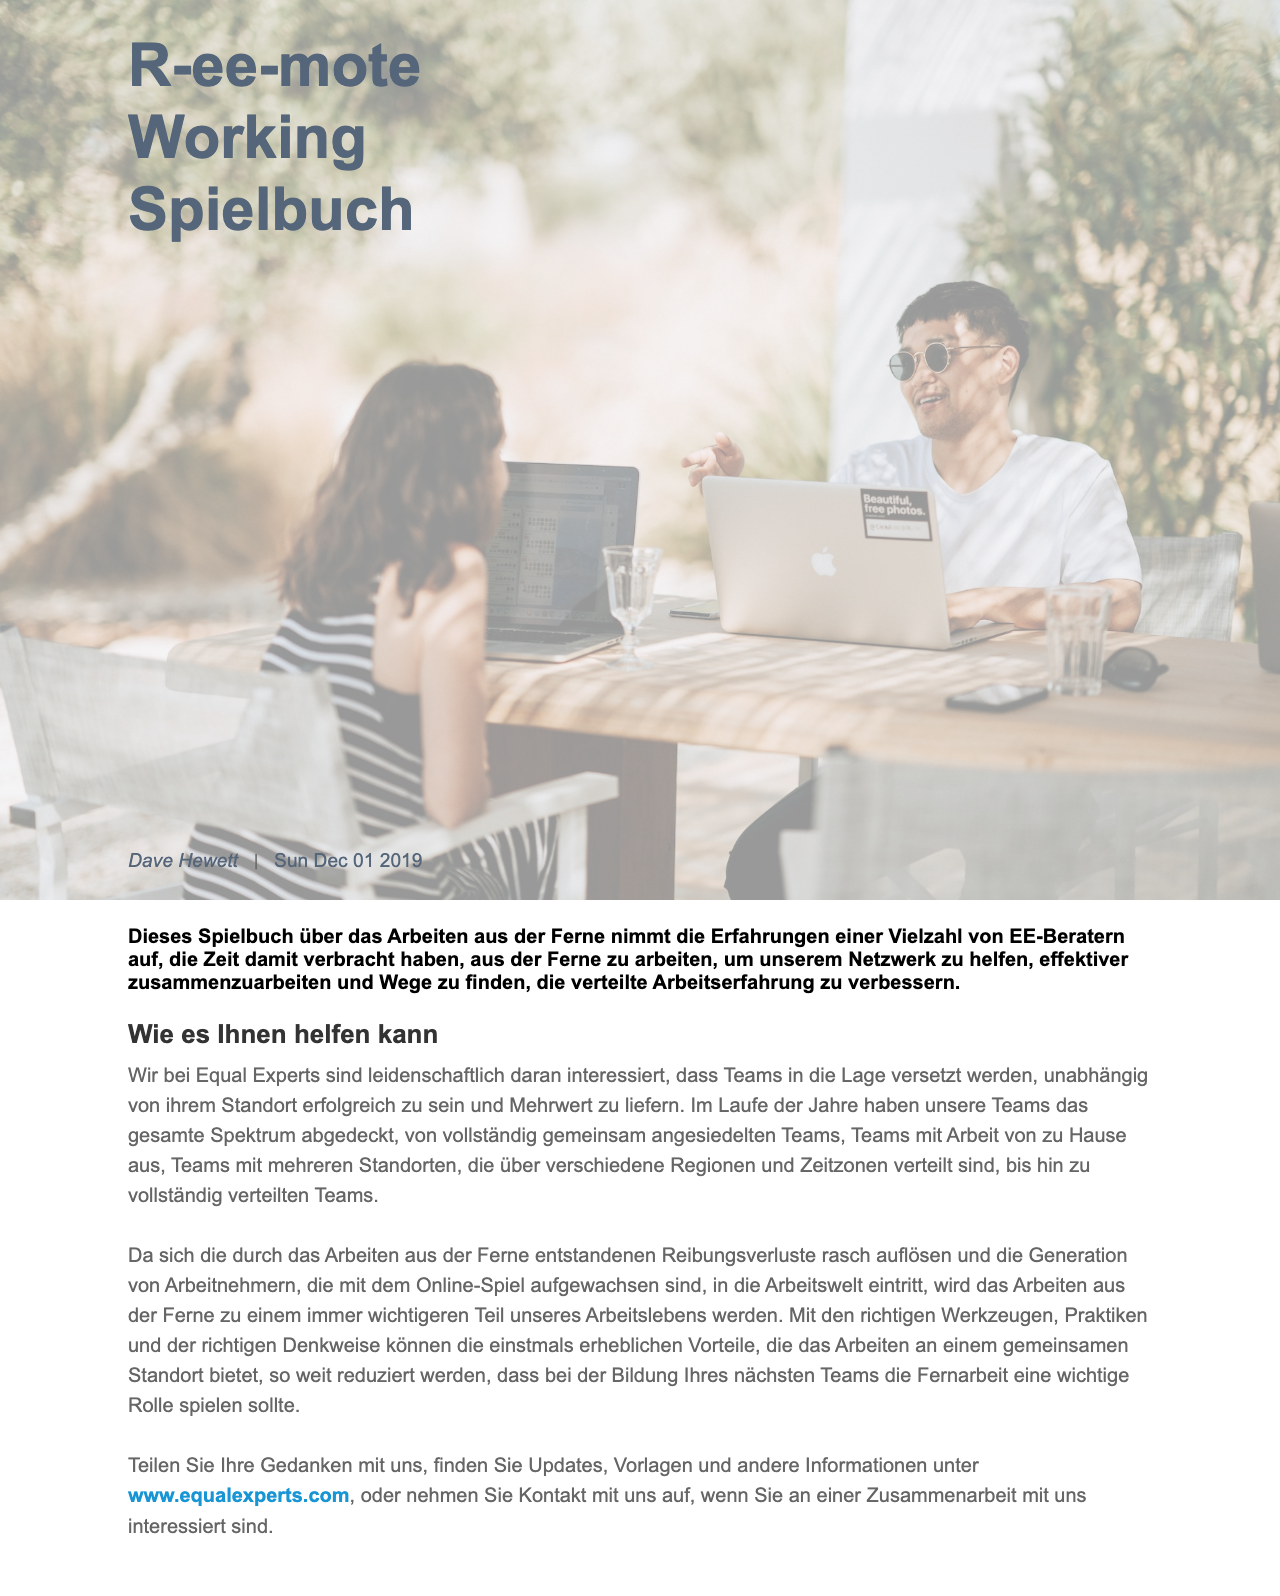 R-ee-mote
Working
Spielbuch
Beautiful,
free photos.
Dave Hewett | Sun Dec 01 2019
Dieses Spielbuch über das Arbeiten aus der Ferne nimmt die Erfahrungen einer Vielzahl von EE-Beratern
auf, die Zeit damit verbracht haben, aus der Ferne zu arbeiten, um unserem Netzwerk zu helfen, effektiver
zusammenzuarbeiten und Wege zu finden, die verteilte Arbeitserfahrung zu verbessern.
Wie es Ihnen helfen kann
Wir bei Equal Experts sind leidenschaftlich daran interessiert, dass Teams in die Lage versetzt werden, unabhängig
von ihrem Standort erfolgreich zu sein und Mehrwert zu liefern. Im Laufe der Jahre haben unsere Teams das
gesamte Spektrum abgedeckt, von vollständig gemeinsam angesiedelten Teams, Teams mit Arbeit von zu Hause
aus, Teams mit mehreren Standorten, die über verschiedene Regionen und Zeitzonen verteilt sind, bis hin zu
vollständig verteilten Teams.
Da sich die durch das Arbeiten aus der Ferne entstandenen Reibungsverluste rasch auflösen und die Generation
von Arbeitnehmern, die mit dem Online-Spiel aufgewachsen sind, in die Arbeitswelt eintritt, wird das Arbeiten aus
der Ferne zu einem immer wichtigeren Teil unseres Arbeitslebens werden. Mit den richtigen Werkzeugen, Praktiken
und der richtigen Denkweise können die einstmals erheblichen Vorteile, die das Arbeiten an einem gemeinsamen
Standort bietet, so weit reduziert werden, dass bei der Bildung Ihres nächsten Teams die Fernarbeit eine wichtige
Rolle spielen sollte.
Teilen Sie Ihre Gedanken mit uns, finden Sie Updates, Vorlagen und andere Informationen unter
www.equalexperts.com, oder nehmen Sie Kontakt mit uns auf, wenn Sie an einer Zusammenarbeit mit uns
interessiert sind.